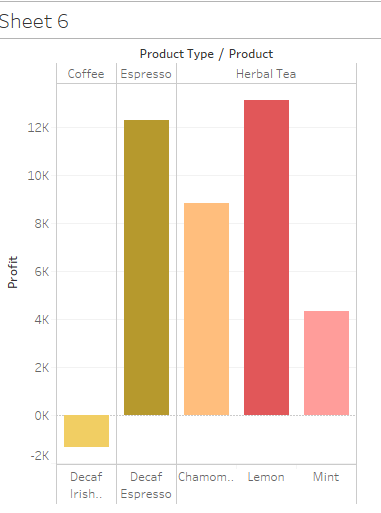 Sheet 6
Product Type / Product
Coffee Espresso Herbal Tea
12K
10K
8K
6K
4K
2K
0K
-2K
Profit
Decaf Decaf Chamom.. Lemon Mint
Irish.. Espresso